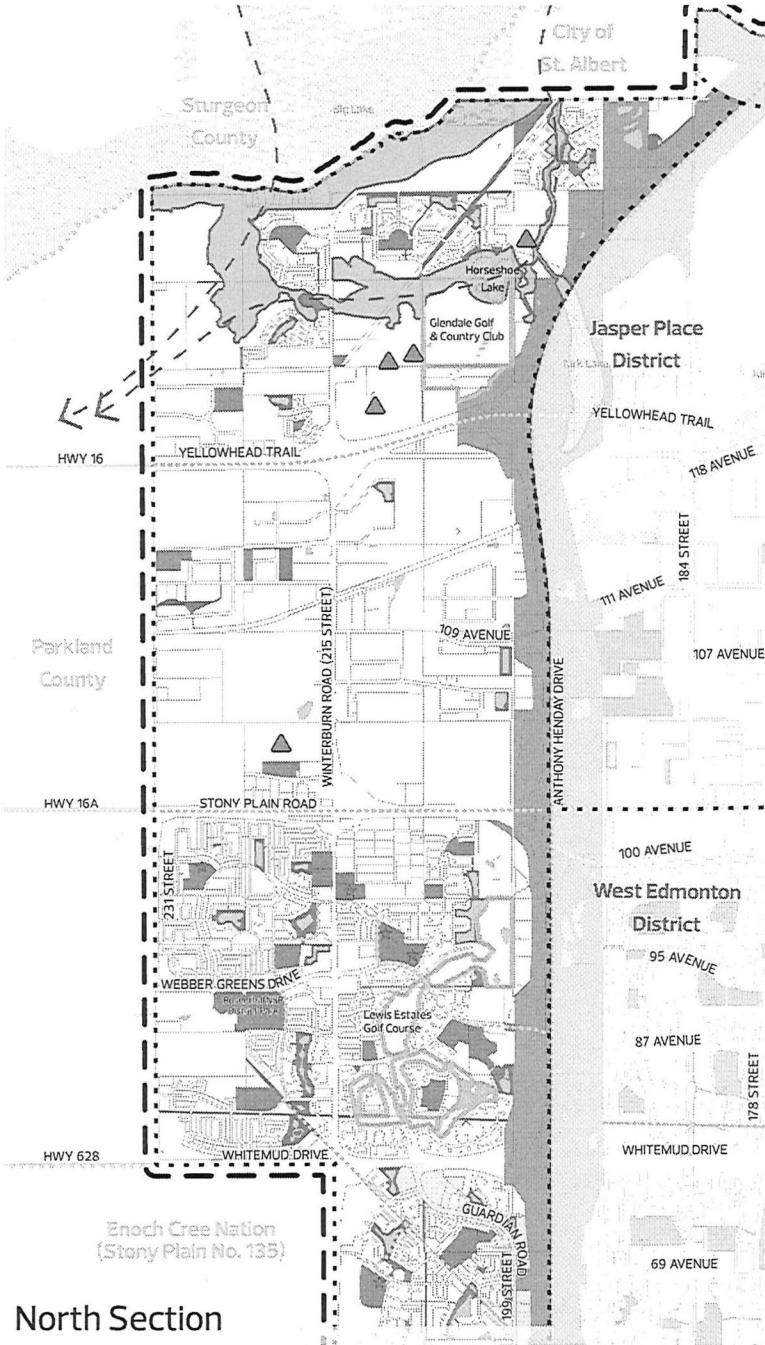 City of
St. Albert
Sturgeon
County
Big Lake
Horseshoe
Lake
Glendale Golf
& Country Club
Jasper Place
District
YELLOWHEAD TRAIL
HWY 16
YELLOWHEAD TRAIL
118 AVENUE
184 STREET
111 AVENUE
WINTERBURN ROAD (215 STREET)
109 AVENUE
Parkland
County
107 AVENUE
ANTHONY HENDAY DRIVE
HWY 16A
STONY PLAIN ROAD
100 AVENUE
231 STREET
West Edmonton
District
95 AVENUE
WEBBER GREENS DRIVE
Lewis Estates
Golf Course
87 AVENUE
178 STREET
HWY 628
WHITEMUD DRIVE
WHITEMUD DRIVE
Enoch Cree Nation
(Stony Plain No. 135)
GUARDIAN ROAD
199 STREET
69 AVENUE
North Section